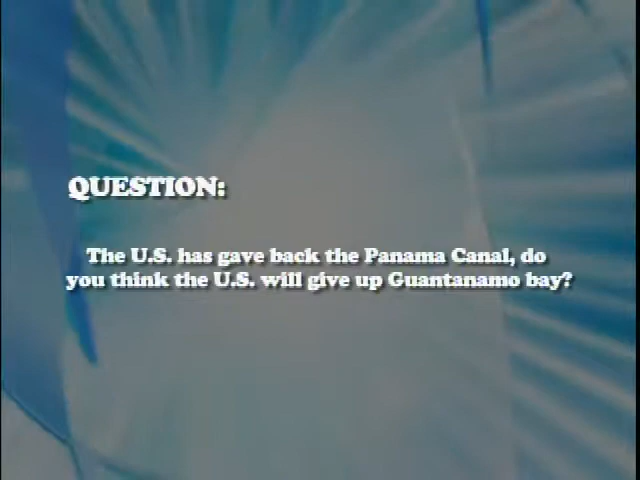 QUESTION:
The U.S. has gave back the Panama Canal, do
you think the U.S. will give up Guantanamo bay?